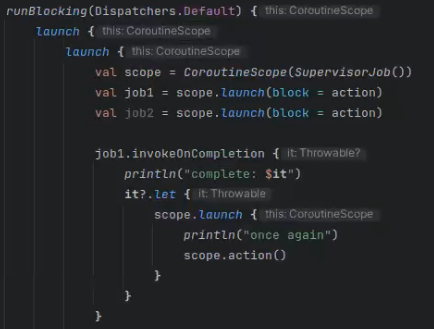 runBlocking(Dispatchers.Default) { this: CoroutineScope
launch { this: CoroutineScope
launch { this: CoroutineScope
val scope = CoroutineScope(SupervisorJob())
val job1 = scope.launch(block = action)
val job2 = scope.launch(block = action)
job1.invokeOnCompletion { it: Throwable?
println("complete: $it")
it?.let { it: Throwable
scope.launch { this: CoroutineScope
println("once again")
scope.action()
}
}
}